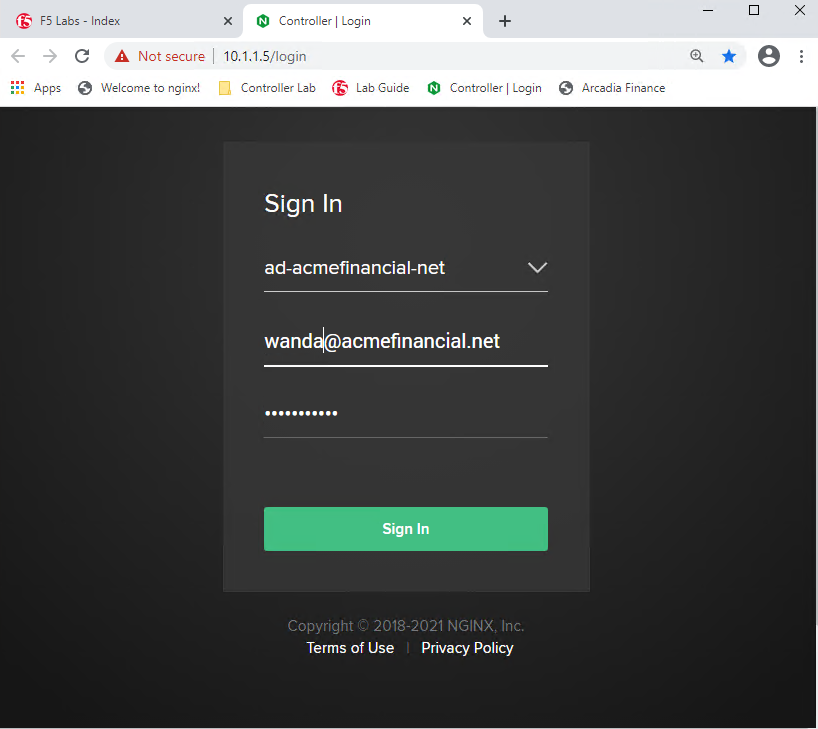 F5 Labs - Index
Controller | Login
Not secure | 10.1.1.5/login
Apps Welcome to nginx! Controller Lab Lab Guide Controller | Login Arcadia Finance
Sign In
ad-acmefinancial-net
wanda@acmefinancial.net
•••••••••••
Sign In
Copyright © 2018-2021 NGINX, Inc.
Terms of Use | Privacy Policy